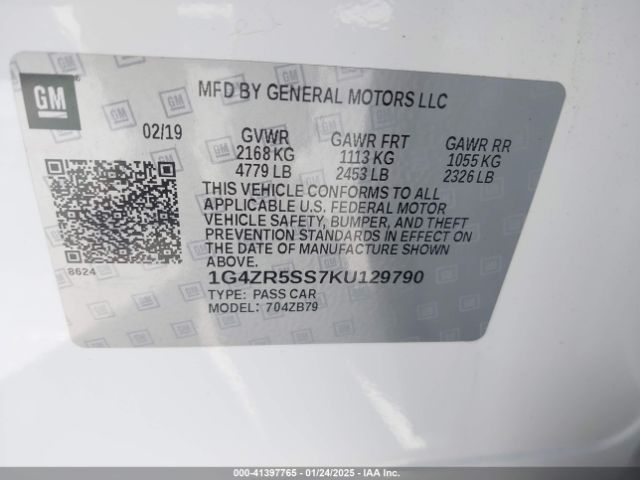 GM
MFD BY GENERAL MOTORS LLC
02/19
GVWR GAWR FRT GAWR RR
2168 KG 1113 KG 1055 KG
4779 LB 2453 LB 2326 LB
THIS VEHICLE CONFORMS TO ALL
APPLICABLE U.S. FEDERAL MOTOR
VEHICLE SAFETY, BUMPER, AND THEFT
PREVENTION STANDARDS IN EFFECT ON
THE DATE OF MANUFACTURE SHOWN
ABOVE.
8624
1G4ZR5SS7KU129790
TYPE: PASS CAR
MODEL: 704ZB79
000-41397765 - 01/24/2025 - IAAI.COM